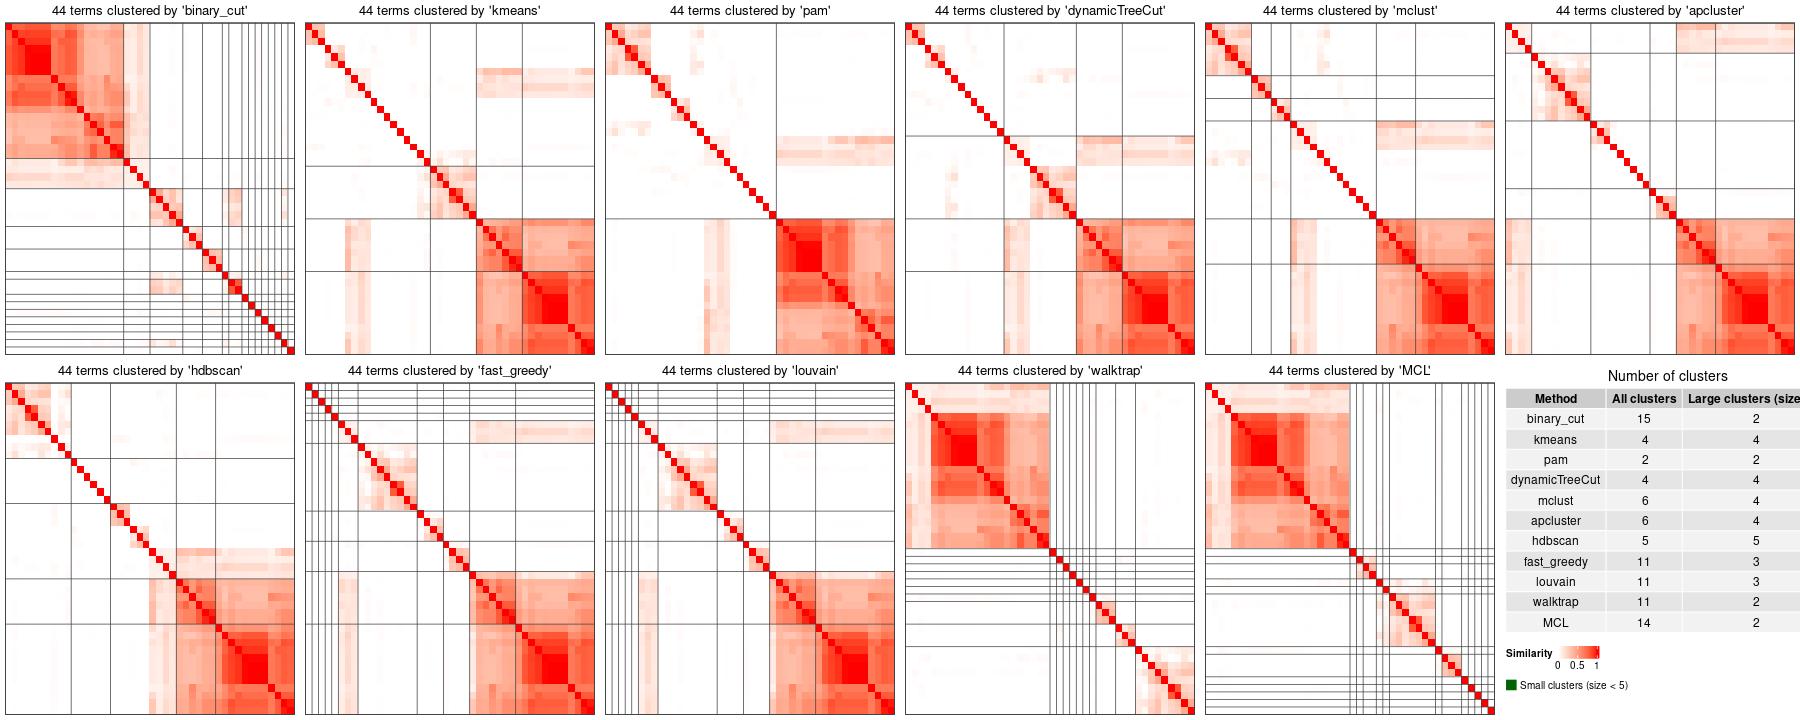 44 terms clustered by 'binary_cut'
44 terms clustered by 'kmeans'
44 terms clustered by 'pam'
44 terms clustered by 'dynamicTreeCut'
44 terms clustered by 'mclust'
44 terms clustered by 'apcluster'
44 terms clustered by 'hdbscan'
44 terms clustered by 'fast_greedy'
44 terms clustered by 'louvain'
44 terms clustered by 'walktrap'
44 terms clustered by 'MCL'
Number of clusters
Method All clusters Large clusters (size
binary_cut 15 2
kmeans 4 4
pam 2 2
dynamicTreeCut 4 4
mclust 6 4
apcluster 6 4
hdbscan 5 5
fast_greedy 11 3
louvain 11 3
walktrap 11 2
MCL 14 2
Similarity
0 0.5 1
Small clusters (size < 5)